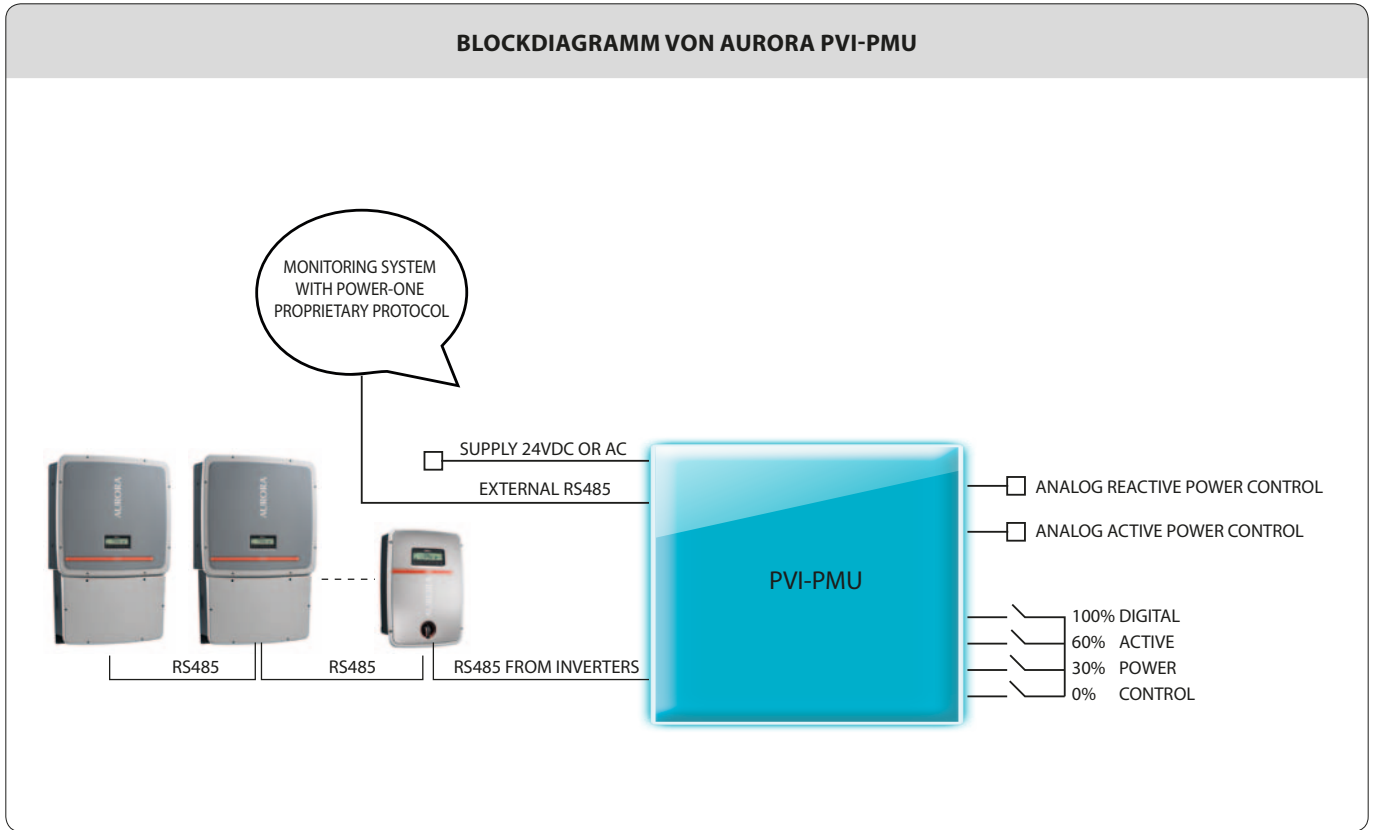 BLOCKDIAGRAMM VON AURORA PVI-PMU
MONITORING SYSTEM
WITH POWER-ONE
PROPRIETARY PROTOCOL
SUPPLY 24VDC OR AC
EXTERNAL RS485
AURORA
AURORA
RS485
RS485
RS485 FROM INVERTERS
PVI-PMU
ANALOG REACTIVE POWER CONTROL
ANALOG ACTIVE POWER CONTROL
100% DIGITAL
60% ACTIVE
30% POWER
0% CONTROL